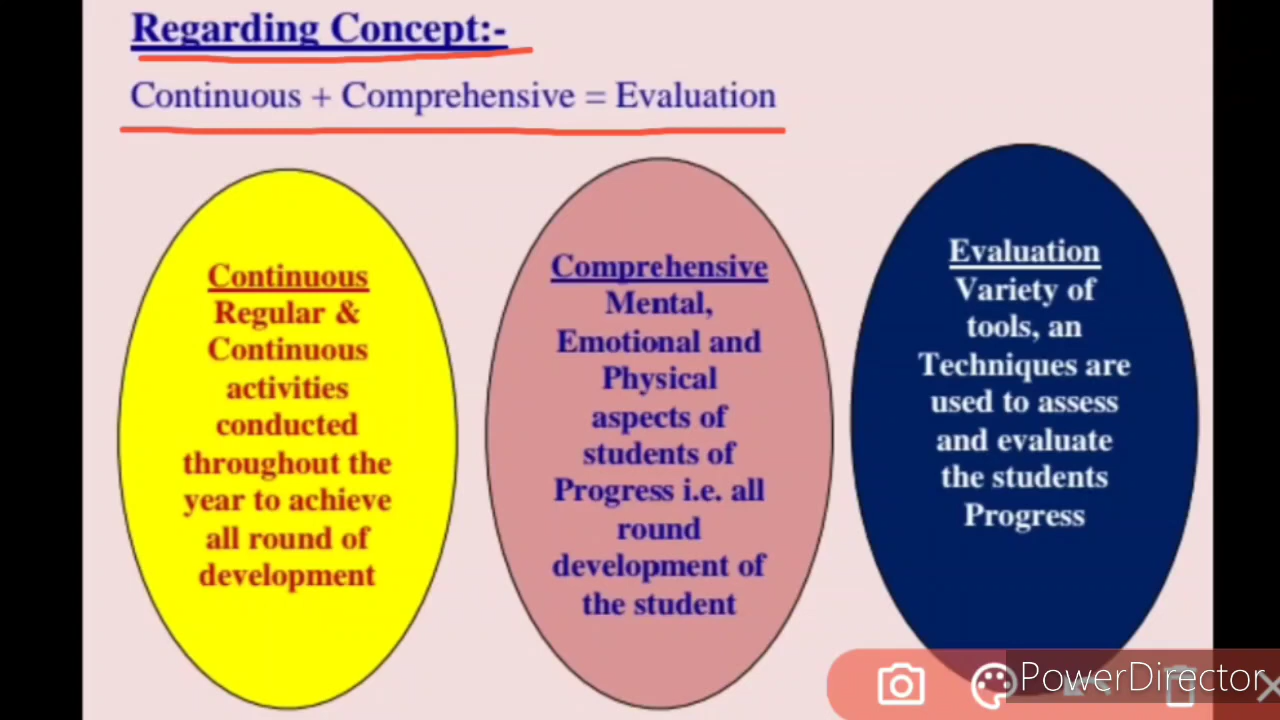 Regarding Concept:-
Continuous + Comprehensive = Evaluation
Continuous
Regular &
Continuous
activities
conducted
throughout the
year to achieve
all round of
development
Comprehensive
Mental,
Emotional and
Physical
aspects of
students of
Progress i.e. all
round
development of
the student
Evaluation
Variety of
tools, an
Techniques are
used to assess
and evaluate
the students
Progress
PowerDirector